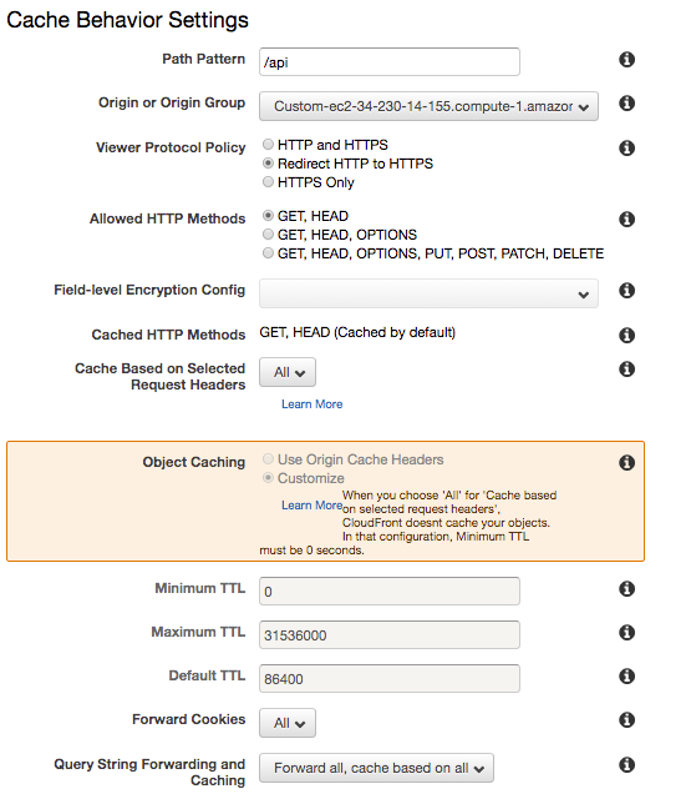 Cache Behavior Settings
Path Pattern /api
Origin or Origin Group Custom-ec2-34-230-14-155.compute-1.amazor
Viewer Protocol Policy HTTP and HTTPS
Redirect HTTP to HTTPS
HTTPS Only
Allowed HTTP Methods GET, HEAD
GET, HEAD, OPTIONS
GET, HEAD, OPTIONS, PUT, POST, PATCH, DELETE
Field-level Encryption Config
Cached HTTP Methods GET, HEAD (Cached by default)
Cache Based on Selected
Request Headers
All
Learn More
Object Caching Use Origin Cache Headers
Customize
Learn More
When you choose 'All' for 'Cache based
on selected request headers',
CloudFront doesnt cache your objects.
In that configuration, Minimum TTL
must be 0 seconds.
Minimum TTL 0
Maximum TTL 31536000
Default TTL 86400
Forward Cookies All
Query String Forwarding and
Caching
Forward all, cache based on all